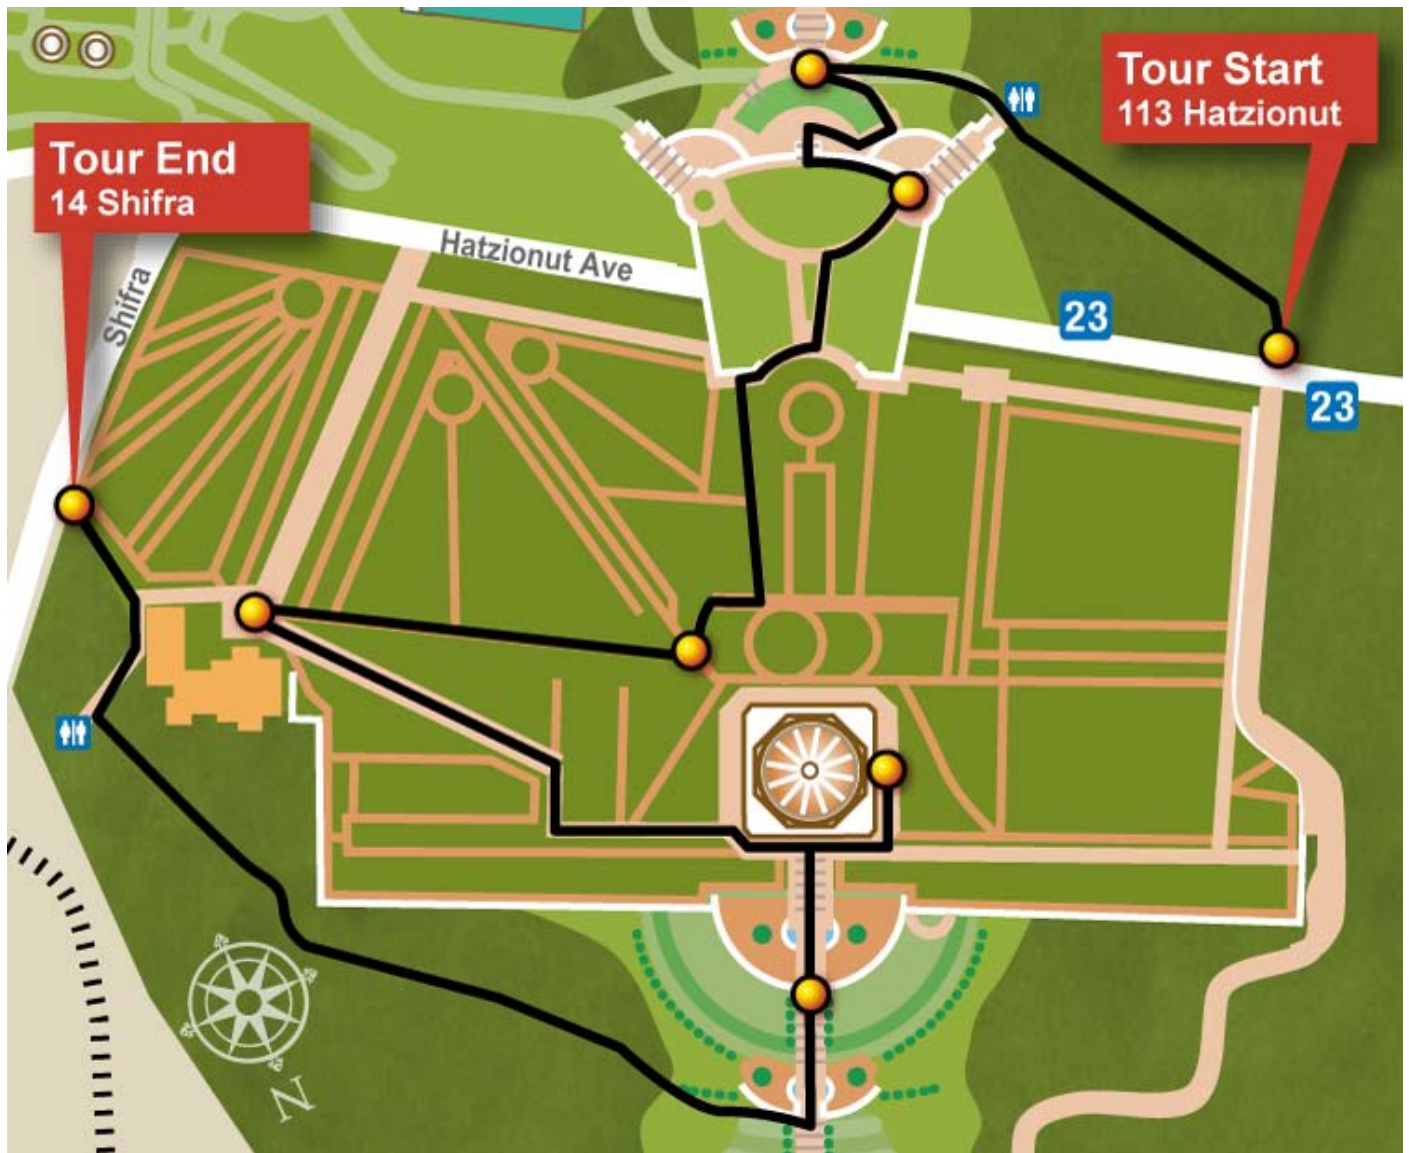 Tour Start
113 Hatzionut
Tour End
14 Shifra
Hatzionut Ave
Shifra
23
23
N